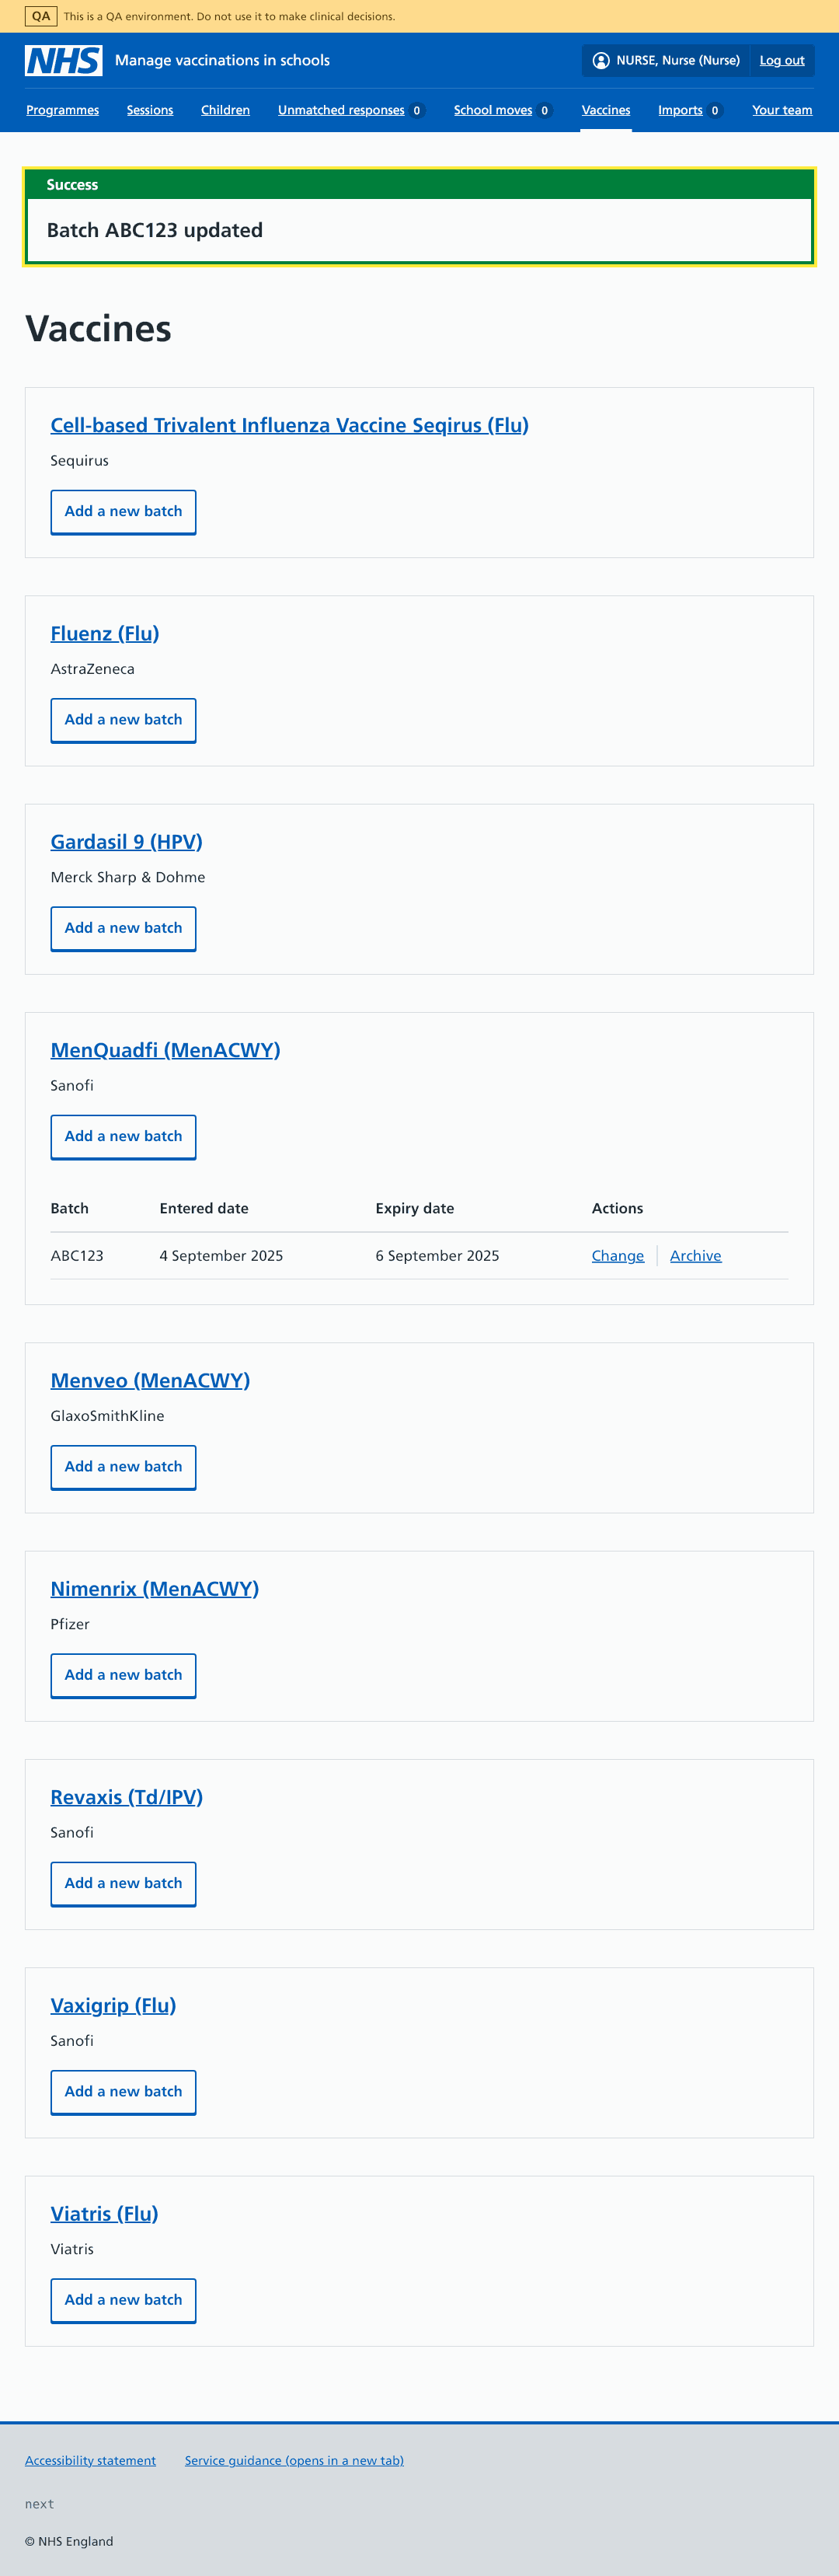 QA This is a QA environment. Do not use it to make clinical decisions.
NHS Manage vaccinations in schools NURSE, Nurse (Nurse) Log out
Programmes Sessions Children Unmatched responses 0 School moves 0 Vaccines Imports 0 Your team
Success
Batch ABC123 updated
Vaccines
Cell-based Trivalent Influenza Vaccine Seqirus (Flu)
Sequirus
Add a new batch
Fluenz (Flu)
AstraZeneca
Add a new batch
Gardasil 9 (HPV)
Merck Sharp & Dohme
Add a new batch
MenQuadfi (MenACWY)
Sanofi
Add a new batch
Batch Entered date Expiry date Actions
ABC123 4 September 2025 6 September 2025 Change Archive
Menveo (MenACWY)
GlaxoSmithKline
Add a new batch
Nimenrix (MenACWY)
Pfizer
Add a new batch
Revaxis (Td/IPV)
Sanofi
Add a new batch
Vaxigrip (Flu)
Sanofi
Add a new batch
Viatris (Flu)
Viatris
Add a new batch
Accessibility statement Service guidance (opens in a new tab)
next
© NHS England